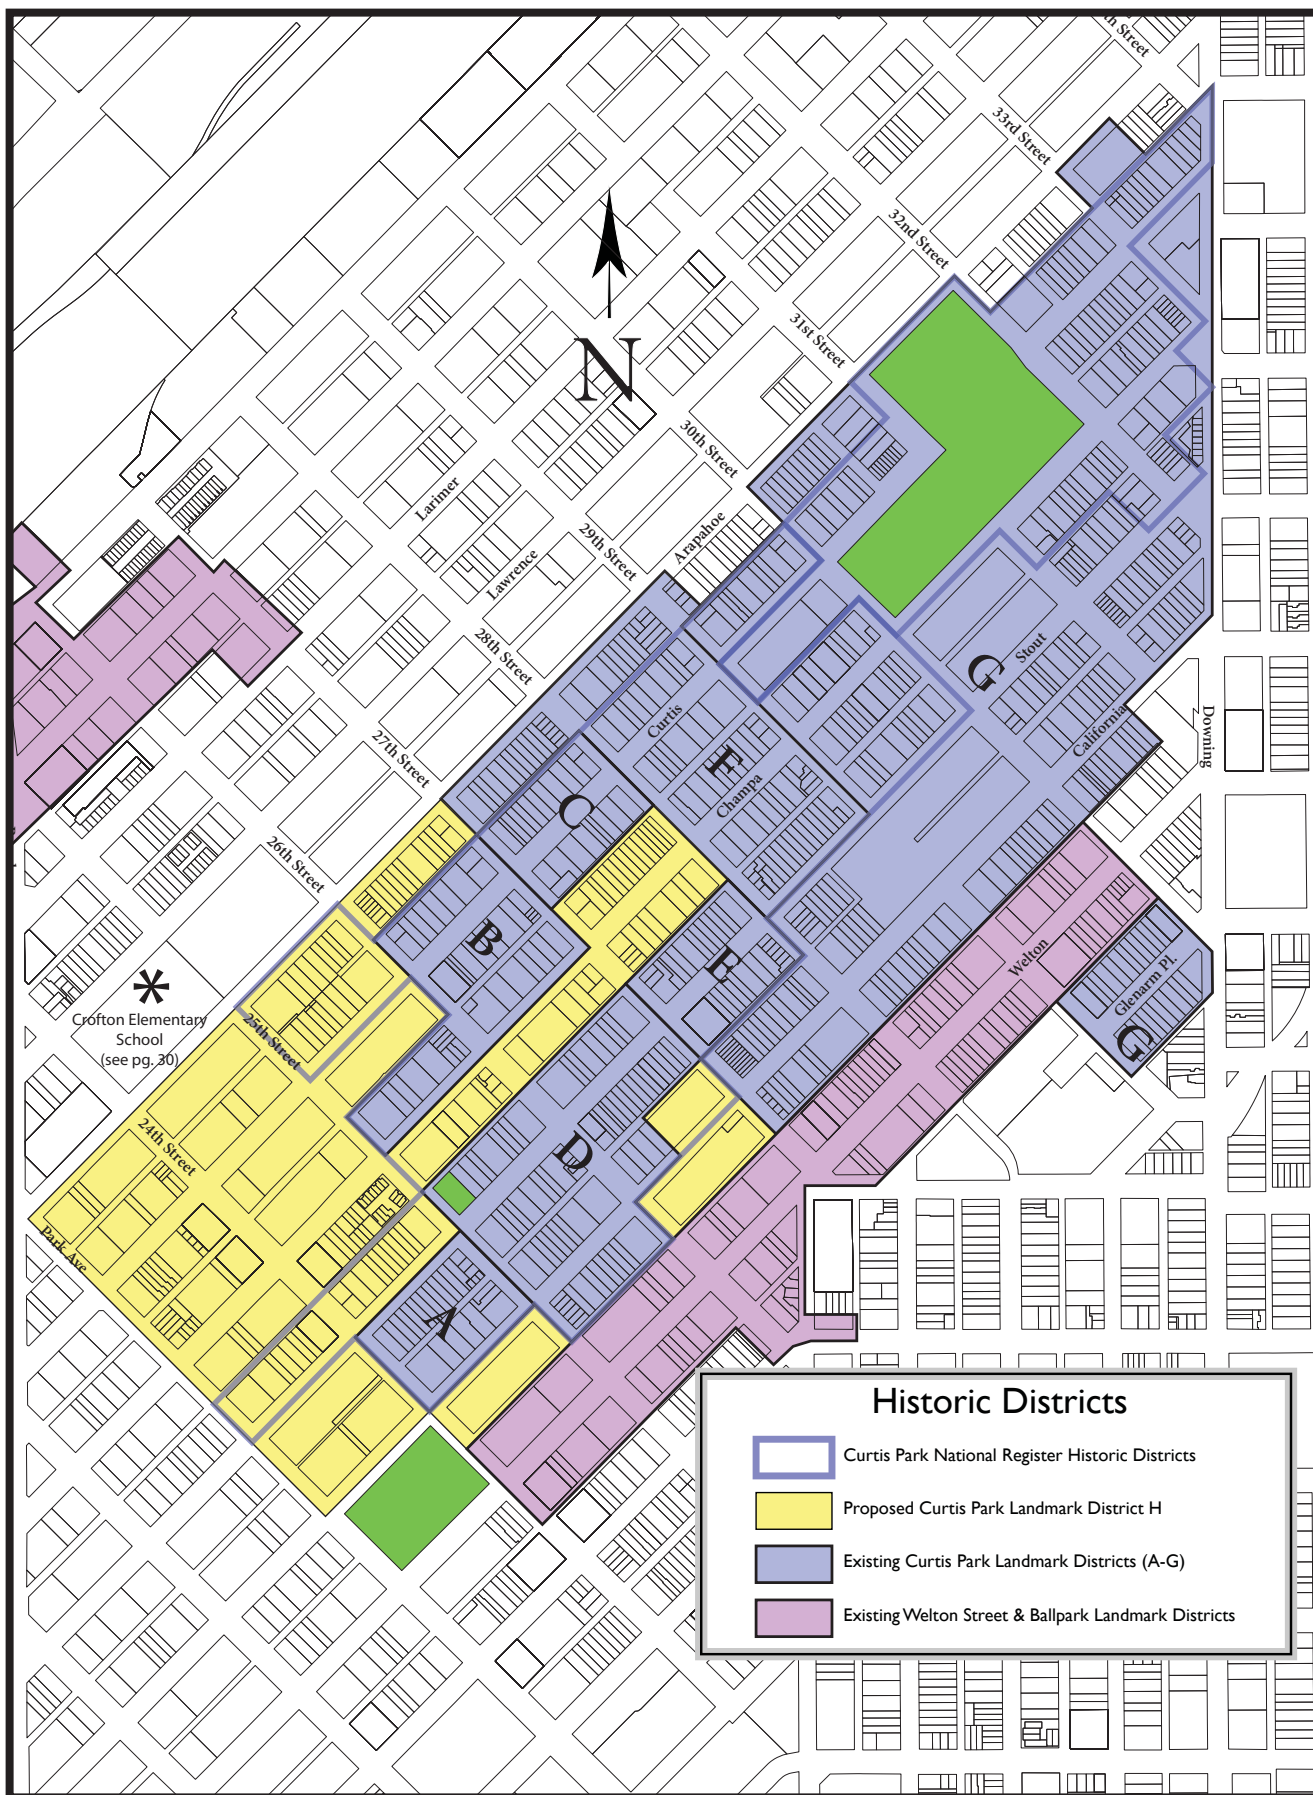 th Street
33rd Street
32nd Street
31st Street
30th Street
29th Street
28th Street
27th Street
26th Street
25th Street
24th Street
Park Ave
N
Larimer
Lawrence
Arapahoe
Curtis
Champa
Stout
California
Welton
Glenarm Pl.
Downing
G
F
C
B
E
D
A
G
*
Crofton Elementary
School
(see pg. 30)
Historic Districts
Curtis Park National Register Historic Districts
Proposed Curtis Park Landmark District H
Existing Curtis Park Landmark Districts (A-G)
Existing Welton Street & Ballpark Landmark Districts